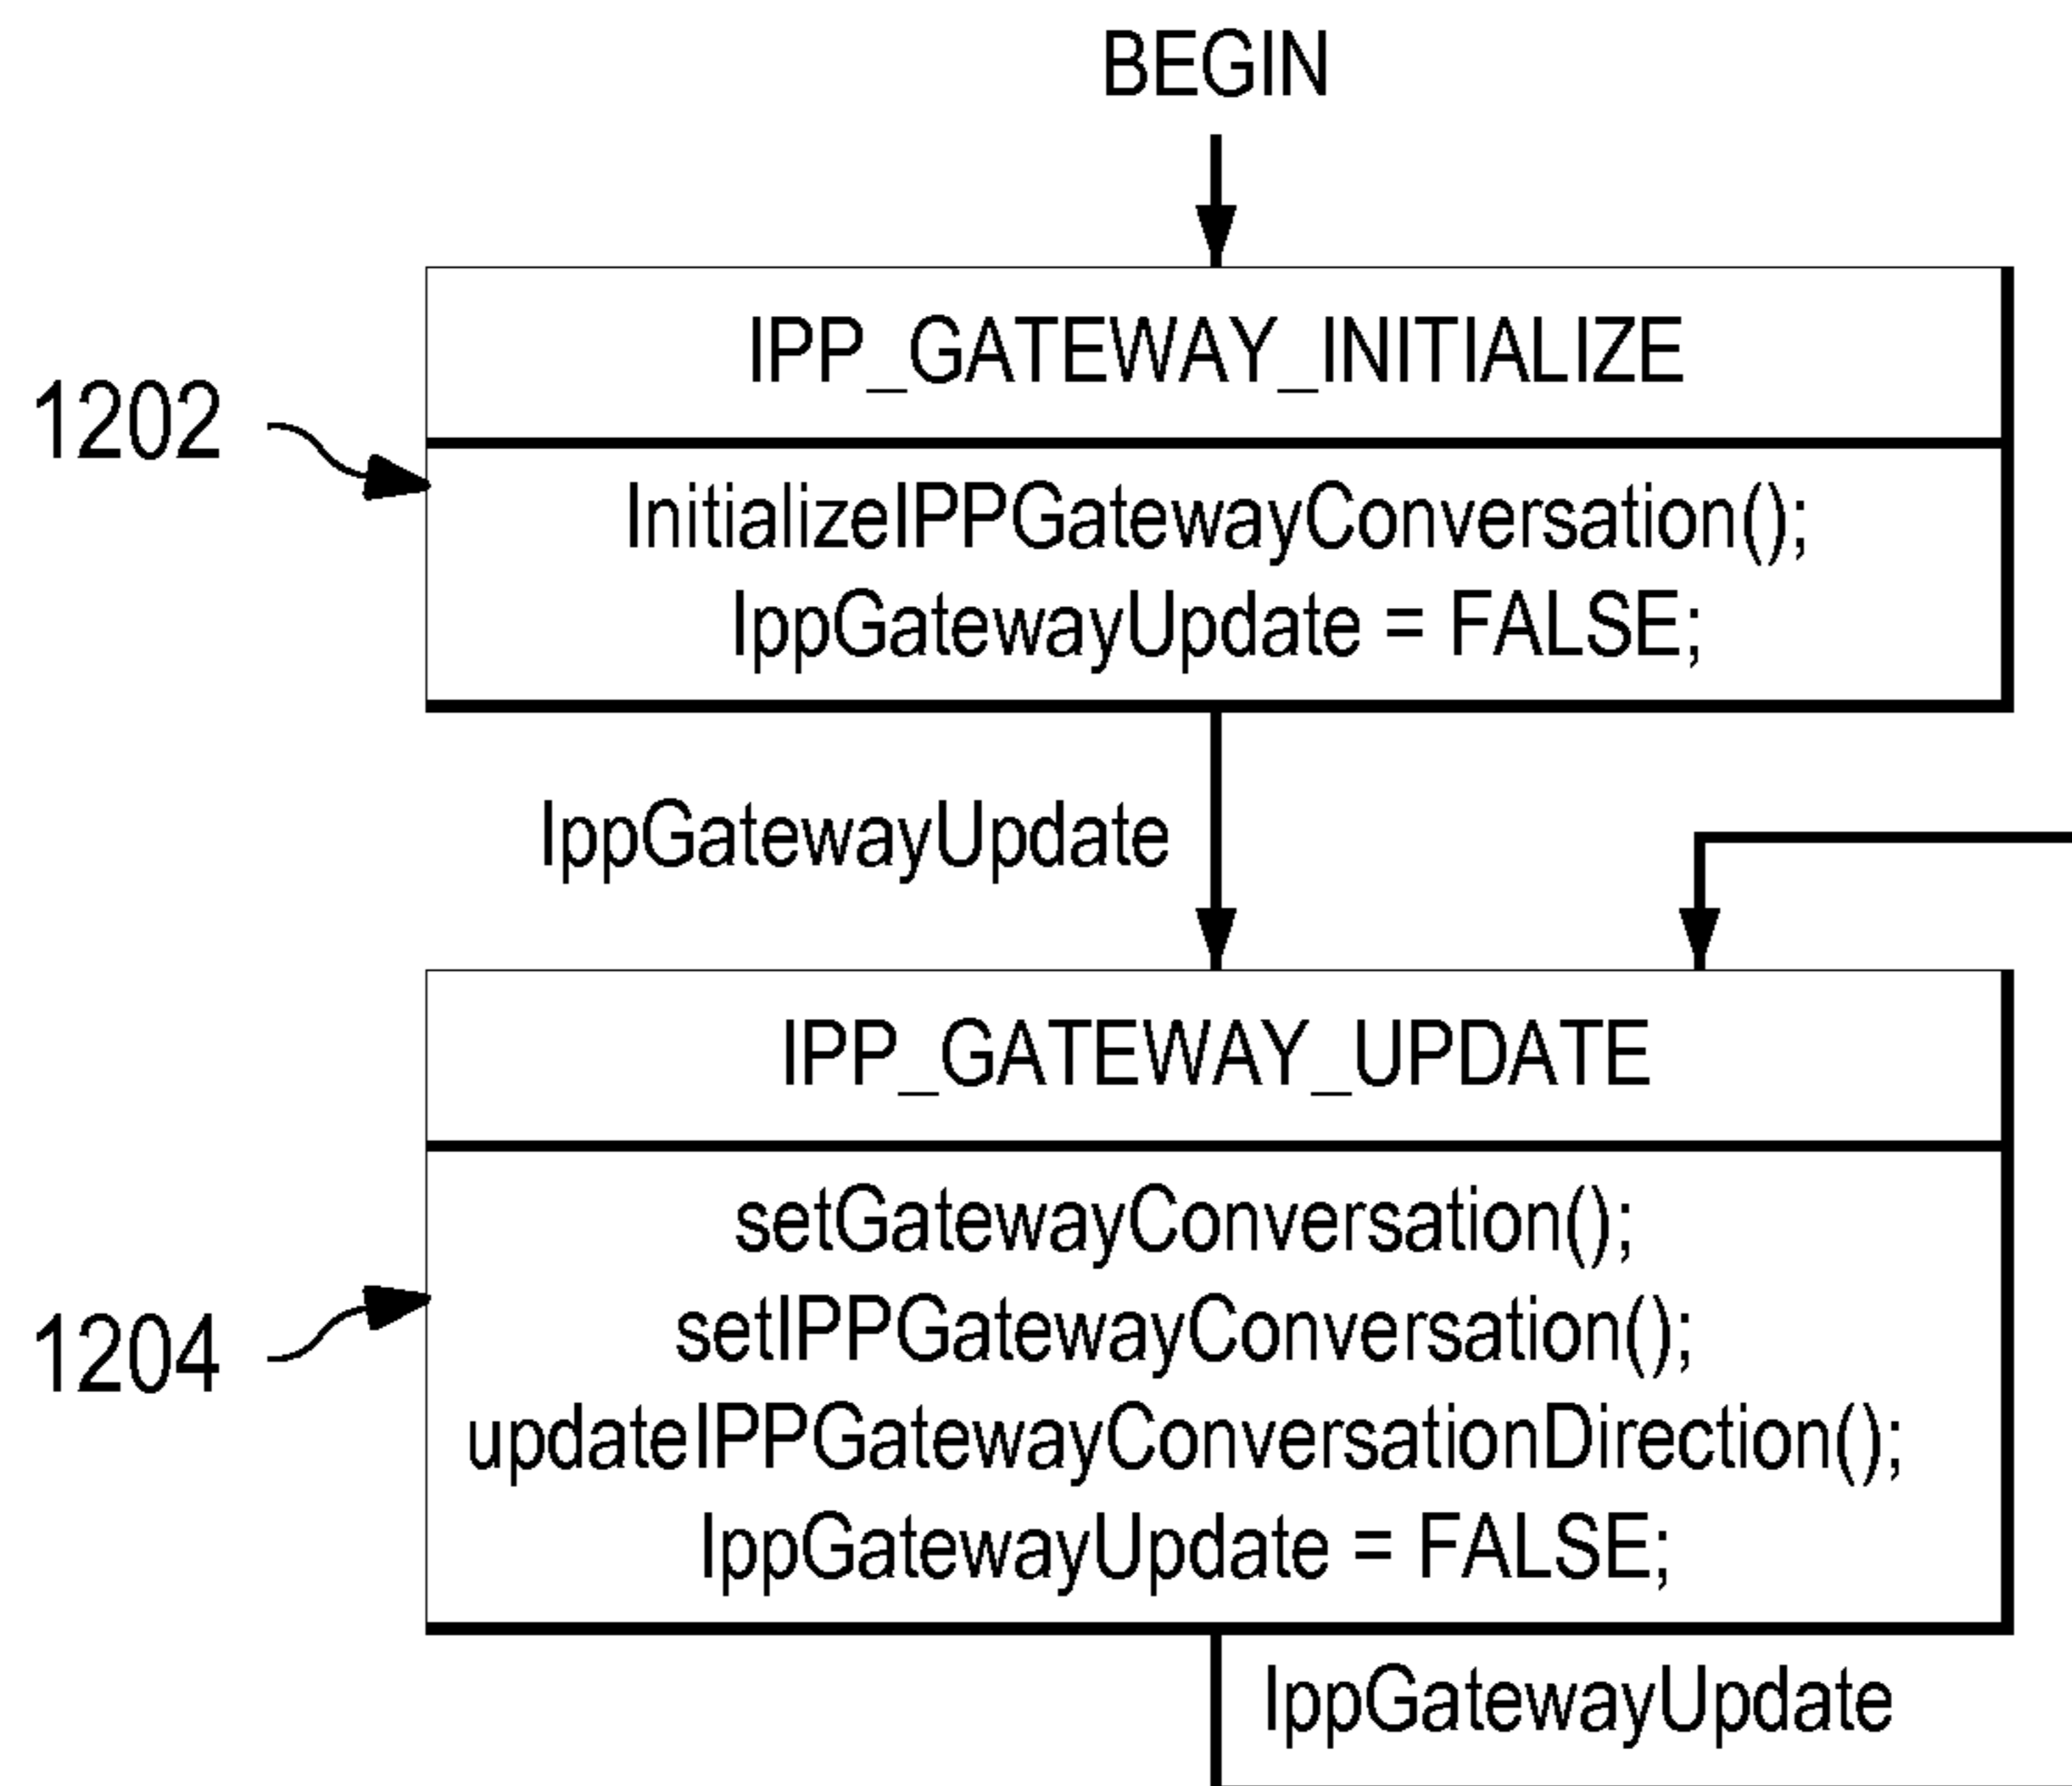 BEGIN
IPP_GATEWAY_INITIALIZE
1202
InitializeIPPGatewayConversation();
IppGatewayUpdate = FALSE;
IppGatewayUpdate
IPP_GATEWAY_UPDATE
setGatewayConversation();
1204
setIPPGatewayConversation();
updateIPPGatewayConversationDirection();
IppGatewayUpdate = FALSE;
IppGatewayUpdate